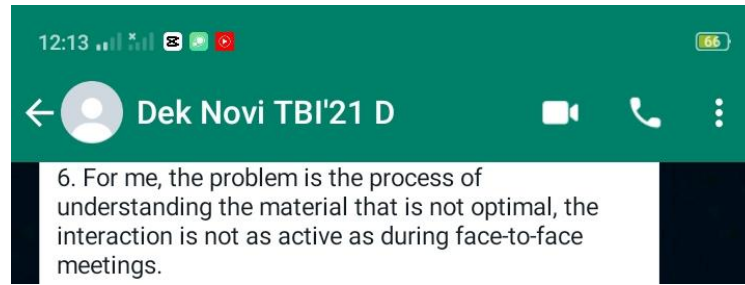 12:13
66
Dek Novi TBI'21 D
6. For me, the problem is the process of
understanding the material that is not optimal, the
interaction is not as active as during face-to-face
meetings.